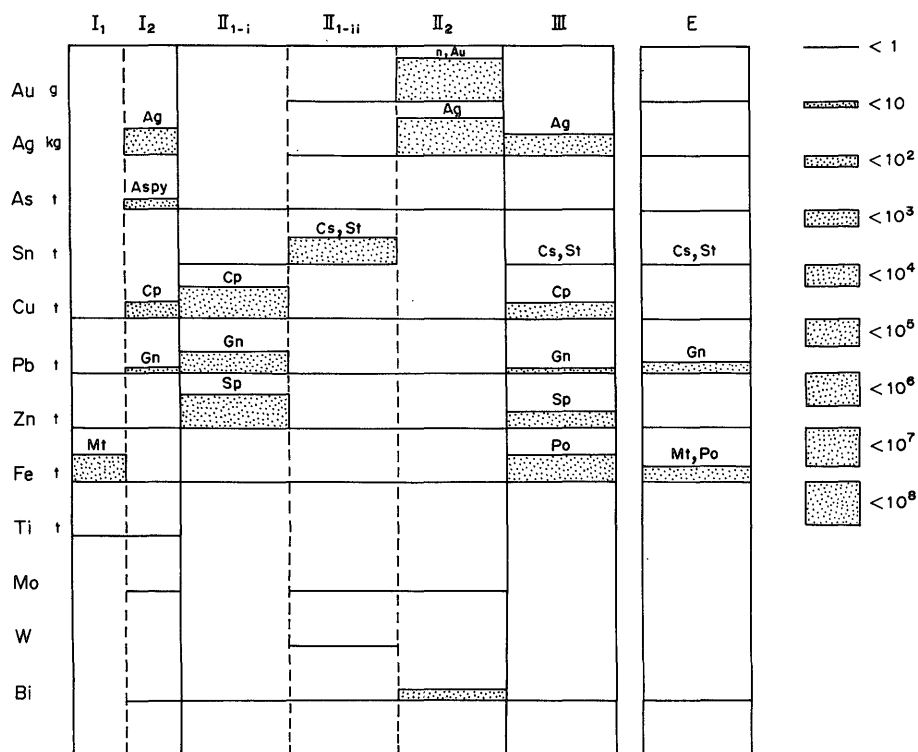 I₁ I₂ II₁₋ᵢ II₁₋ᵢᵢ II₂ III E
< 1
n, Au
Au g
<10
Ag Ag Ag
Ag kg
<10²
Aspy
As t
<10³
Cs, St Cs, St Cs, St
Sn t
<10⁴
Cp Cp Cp
Cu t
<10⁵
Gn Gn Gn Gn
Pb t
<10⁶
Sp Sp
Zn t
<10⁷
Mt Po Mt, Po
Fe t
<10⁸
Ti t
Mo
W
Bi